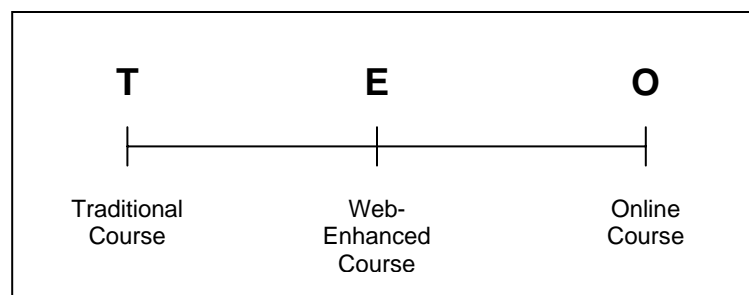 T E O
Traditional Web- Online
Course Enhanced Course
Course